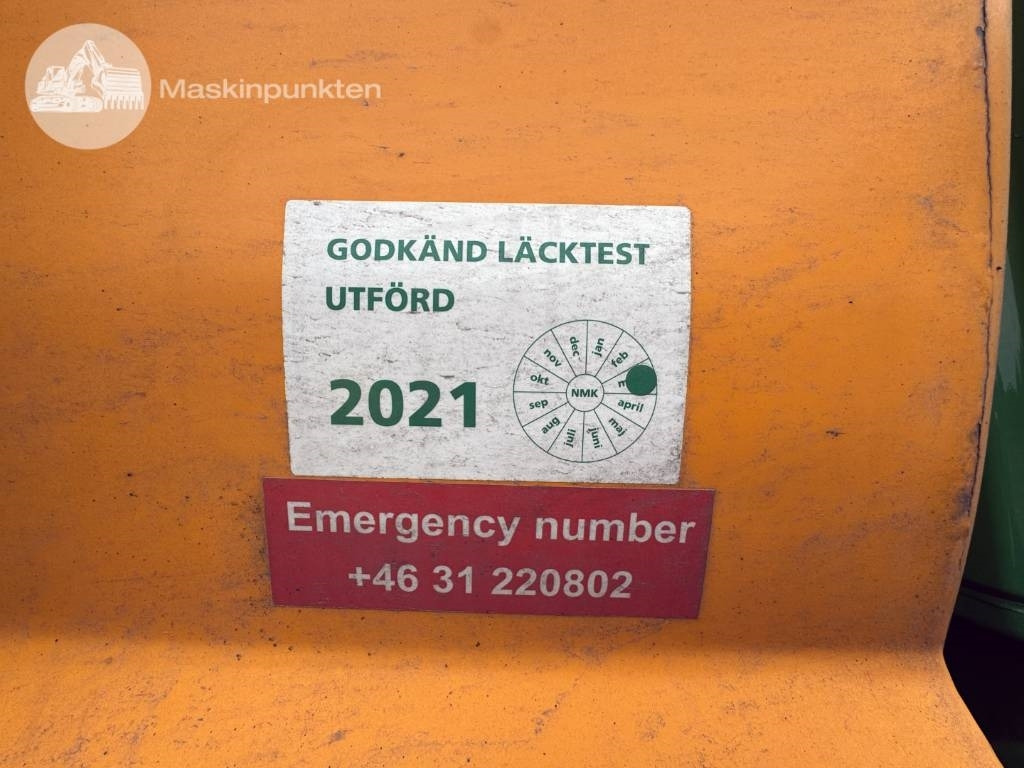 Maskinpunkten
GODKÄND LÄCKTEST
UTFÖRD
2021
jan
feb
april
maj
juni
juli
aug
sep
okt
nov
dec
NMK
Emergency number
+46 31 220802